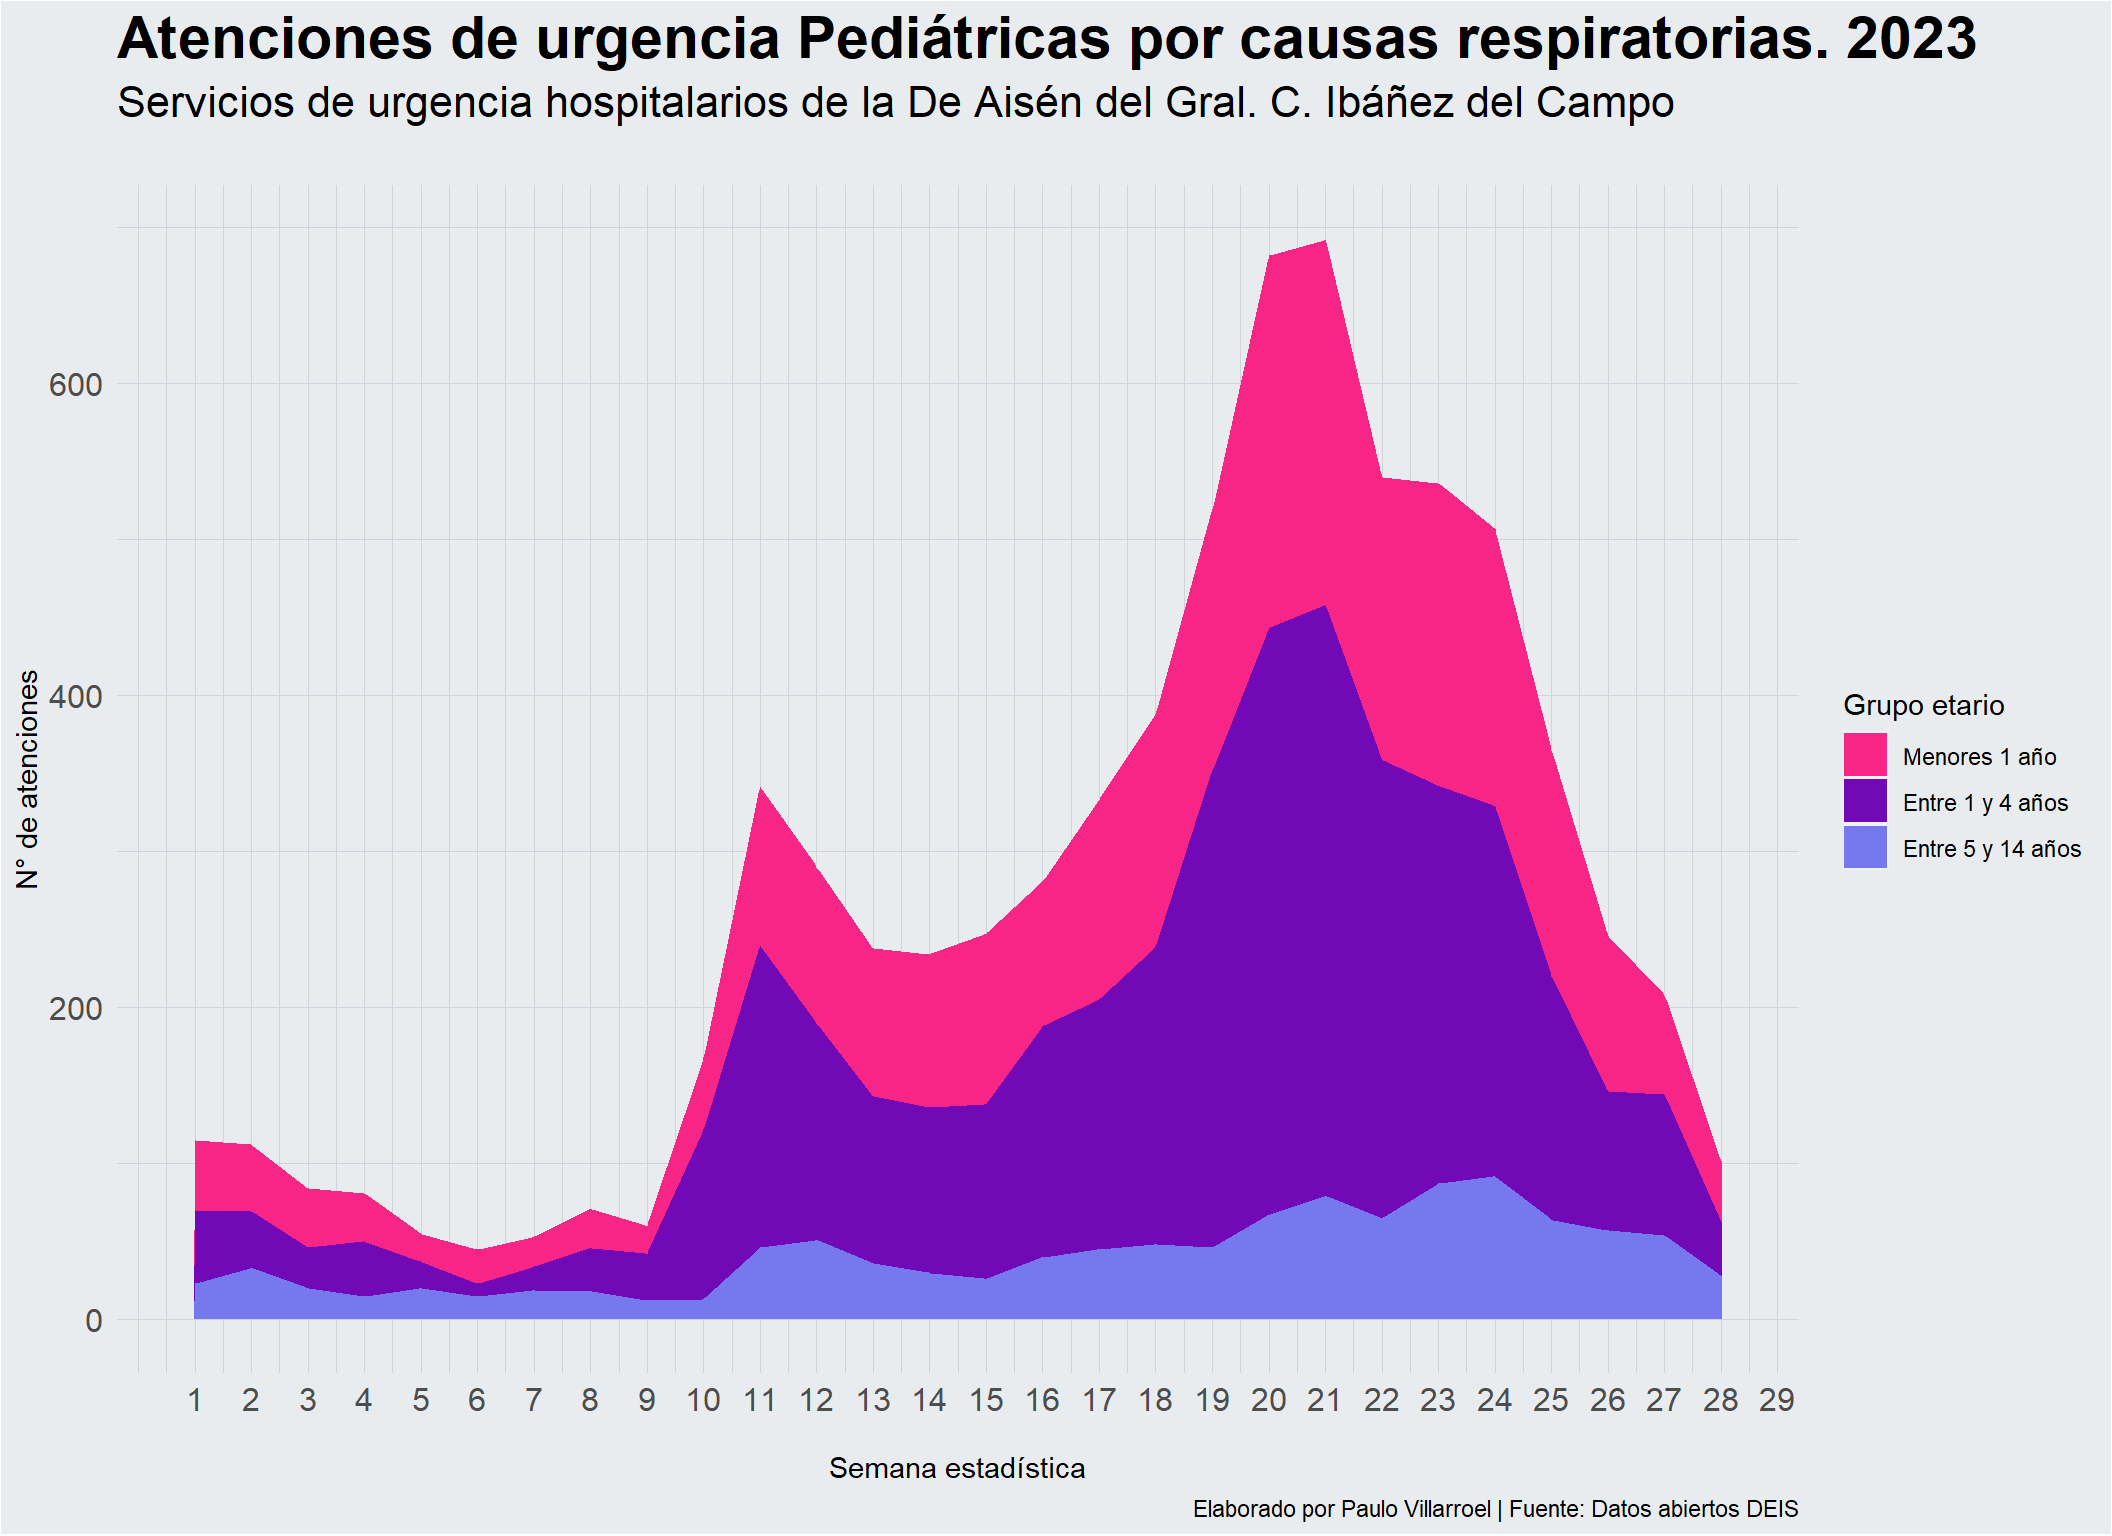 Atenciones de urgencia Pediátricas por causas respiratorias. 2023
Servicios de urgencia hospitalarios de la De Aisén del Gral. C. Ibáñez del Campo
N° de atenciones
600
400
200
0
1 2 3 4 5 6 7 8 9 10 11 12 13 14 15 16 17 18 19 20 21 22 23 24 25 26 27 28 29
Semana estadística
Grupo etario
Menores 1 año
Entre 1 y 4 años
Entre 5 y 14 años
Elaborado por Paulo Villarroel | Fuente: Datos abiertos DEIS